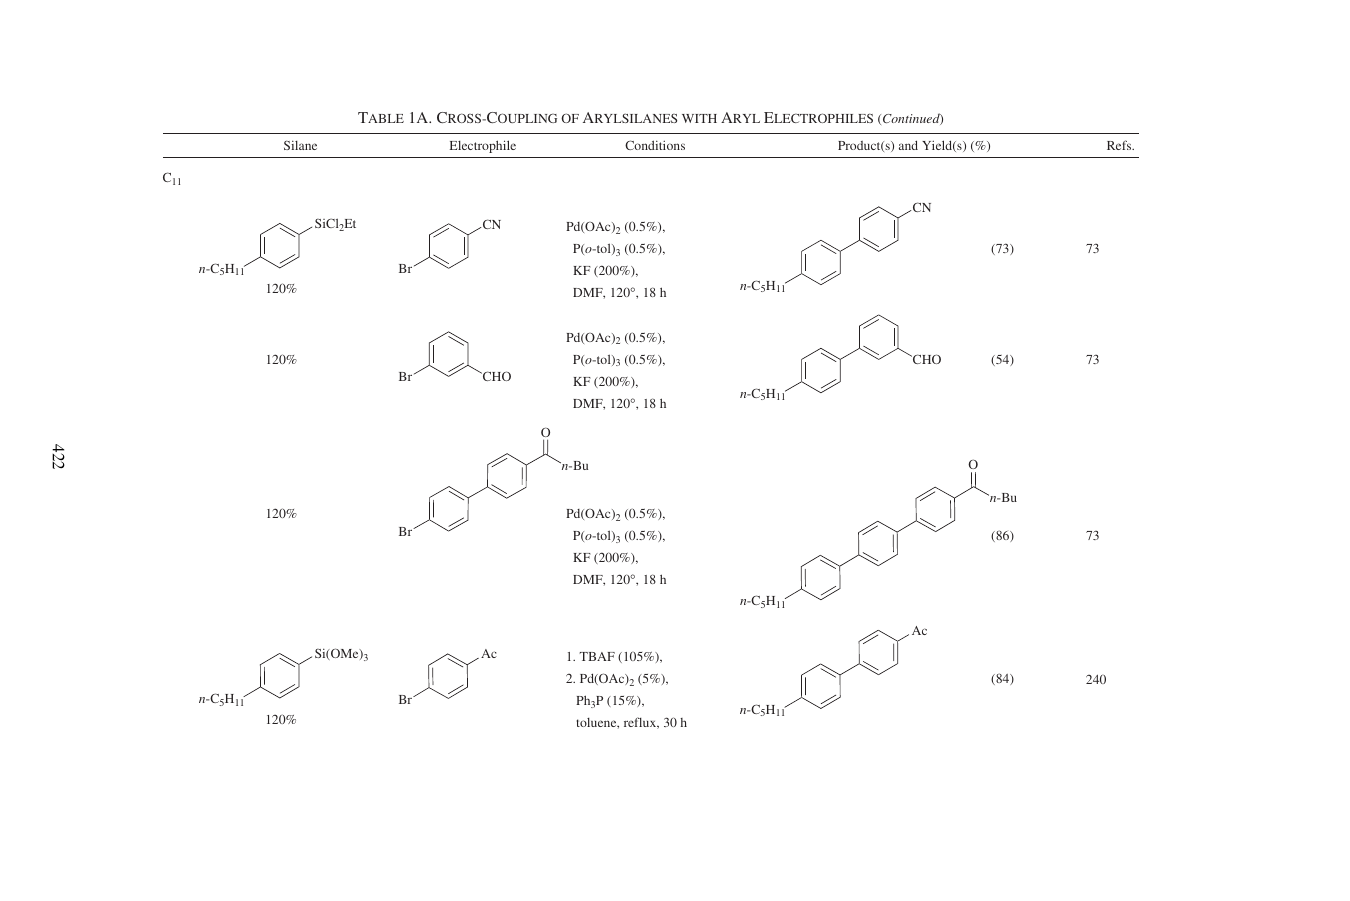 TABLE 1A. CROSS-COUPLING OF ARYLSILANES WITH ARYL ELECTROPHILES (Continued)
Silane Electrophile Conditions Product(s) and Yield(s) (%) Refs.
C11
SiCl2Et
n-C5H11
120%
CN
Br
Pd(OAc)2 (0.5%),
P(o-tol)3 (0.5%),
KF (200%),
DMF, 120°, 18 h
CN
n-C5H11
(73)
73
120%
Br
CHO
Pd(OAc)2 (0.5%),
P(o-tol)3 (0.5%),
KF (200%),
DMF, 120°, 18 h
CHO
n-C5H11
(54)
73
120%
O
n-Bu
Br
Pd(OAc)2 (0.5%),
P(o-tol)3 (0.5%),
KF (200%),
DMF, 120°, 18 h
O
n-Bu
n-C5H11
(86)
73
Si(OMe)3
n-C5H11
120%
Ac
Br
1. TBAF (105%),
2. Pd(OAc)2 (5%),
Ph3P (15%),
toluene, reflux, 30 h
Ac
n-C5H11
(84)
240
422